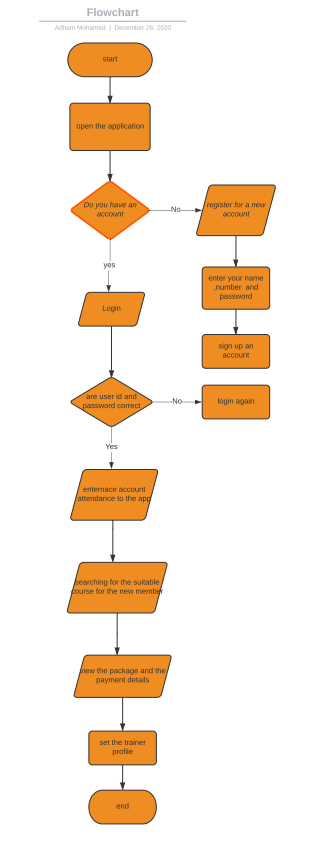 Flowchart
Adham Mohamed | December 26, 2020
start
open the application
Do you have an
account
No
register for a new
account
yes
enter your name
,number and
password
Login
sign up an
account
are user id and
password correct
No
login again
Yes
enternace account
attendance to the app
searching for the suitable
course for the new member
view the package and the
payment details
set the trainer
profile
end